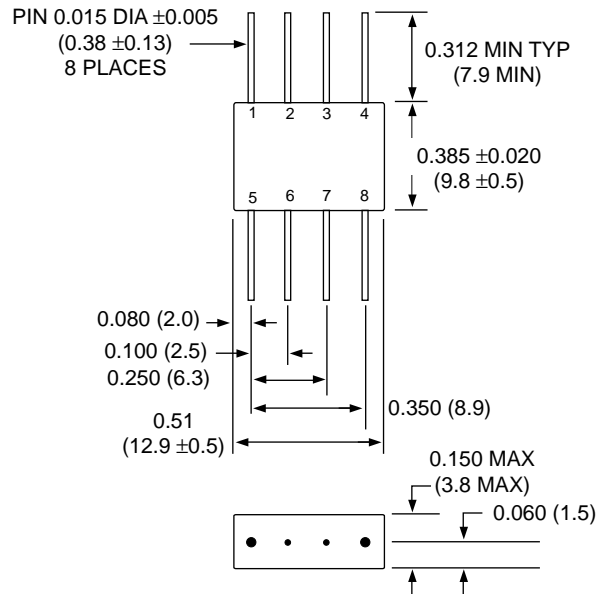 PIN 0.015 DIA ±0.005
(0.38 ±0.13)
8 PLACES
0.312 MIN TYP
(7.9 MIN)
1 2 3 4
0.385 ±0.020
(9.8 ±0.5)
5 6 7 8
0.080 (2.0)
0.100 (2.5)
0.250 (6.3)
0.350 (8.9)
0.51
(12.9 ±0.5)
0.150 MAX
(3.8 MAX)
0.060 (1.5)